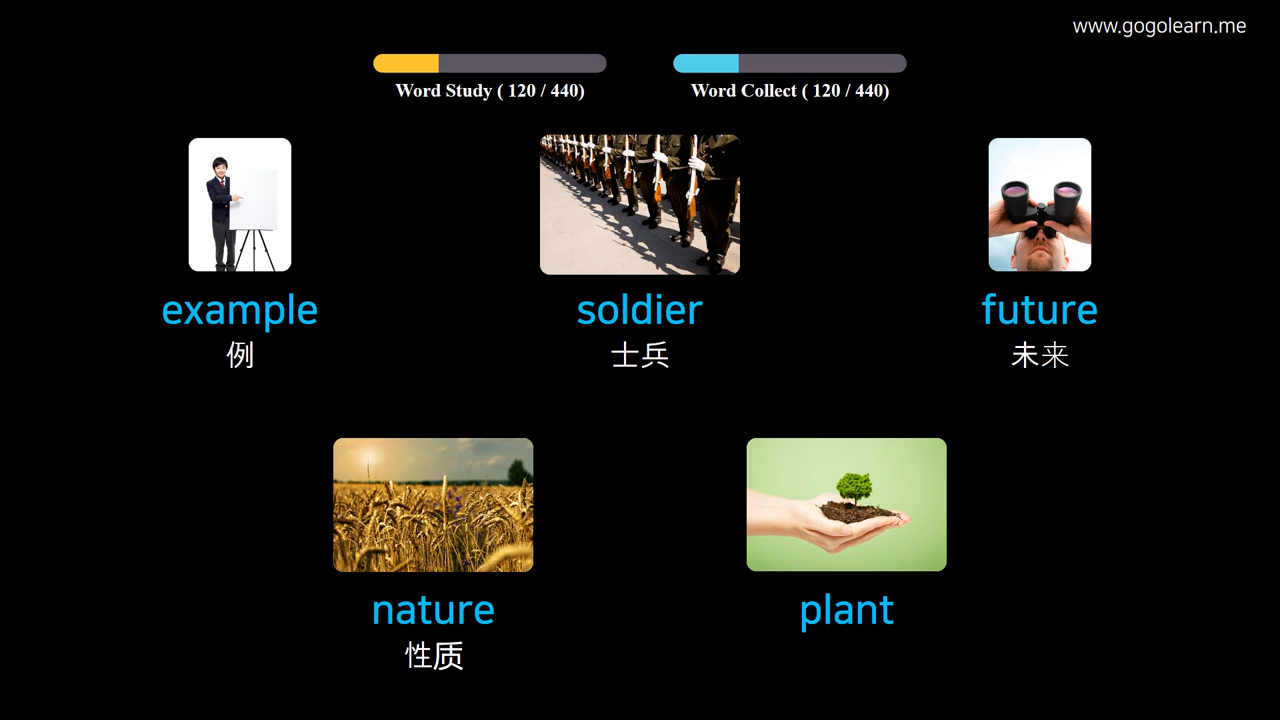 www.gogolearn.me
Word Study ( 120 / 440)
Word Collect ( 120 / 440)
example
例
soldier
士兵
future
未来
nature
性质
plant